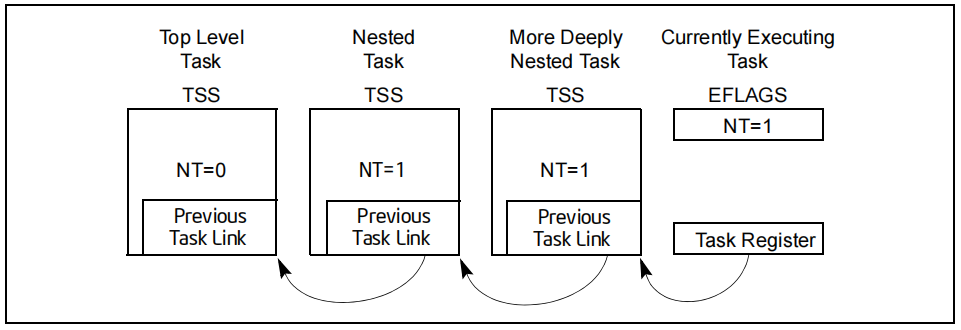 Top Level
Task
TSS
NT=0
Previous
Task Link
Nested
Task
TSS
NT=1
Previous
Task Link
More Deeply
Nested Task
TSS
NT=1
Previous
Task Link
Currently Executing
Task
EFLAGS
NT=1
Task Register